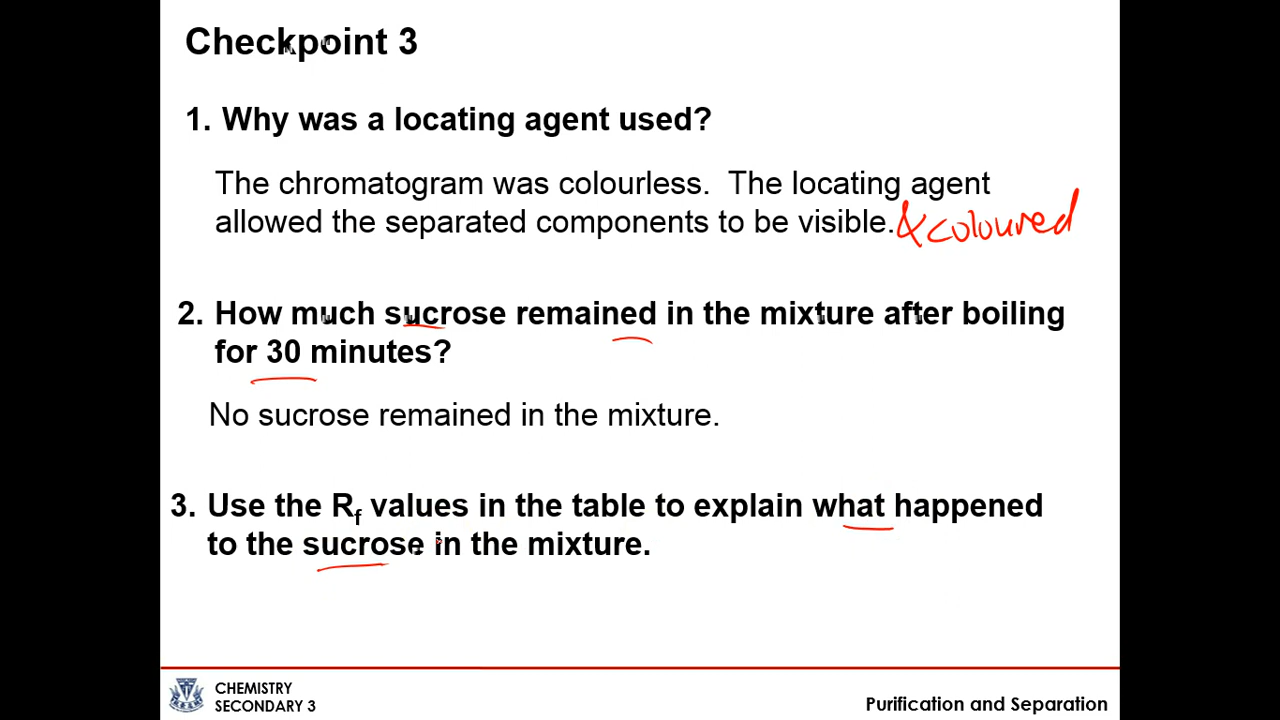 Checkpoint 3
1. Why was a locating agent used?
The chromatogram was colourless. The locating agent
allowed the separated components to be visible. & coloured
2. How much sucrose remained in the mixture after boiling
for 30 minutes?
No sucrose remained in the mixture.
3. Use the Rf values in the table to explain what happened
to the sucrose in the mixture.
CHEMISTRY
SECONDARY 3
Purification and Separation